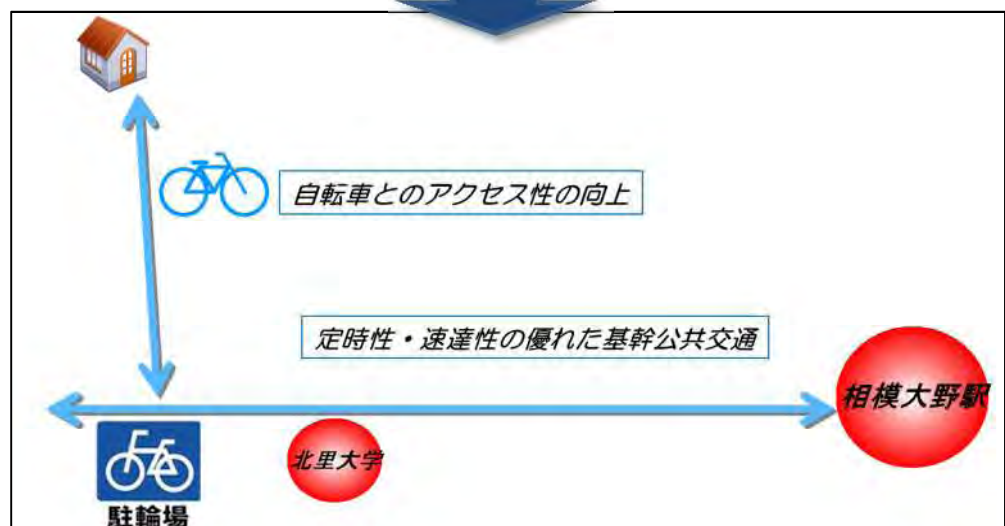 自転車とのアクセス性の向上
定時性・速達性の優れた基幹公共交通
相模大野駅
北里大学
駐輪場